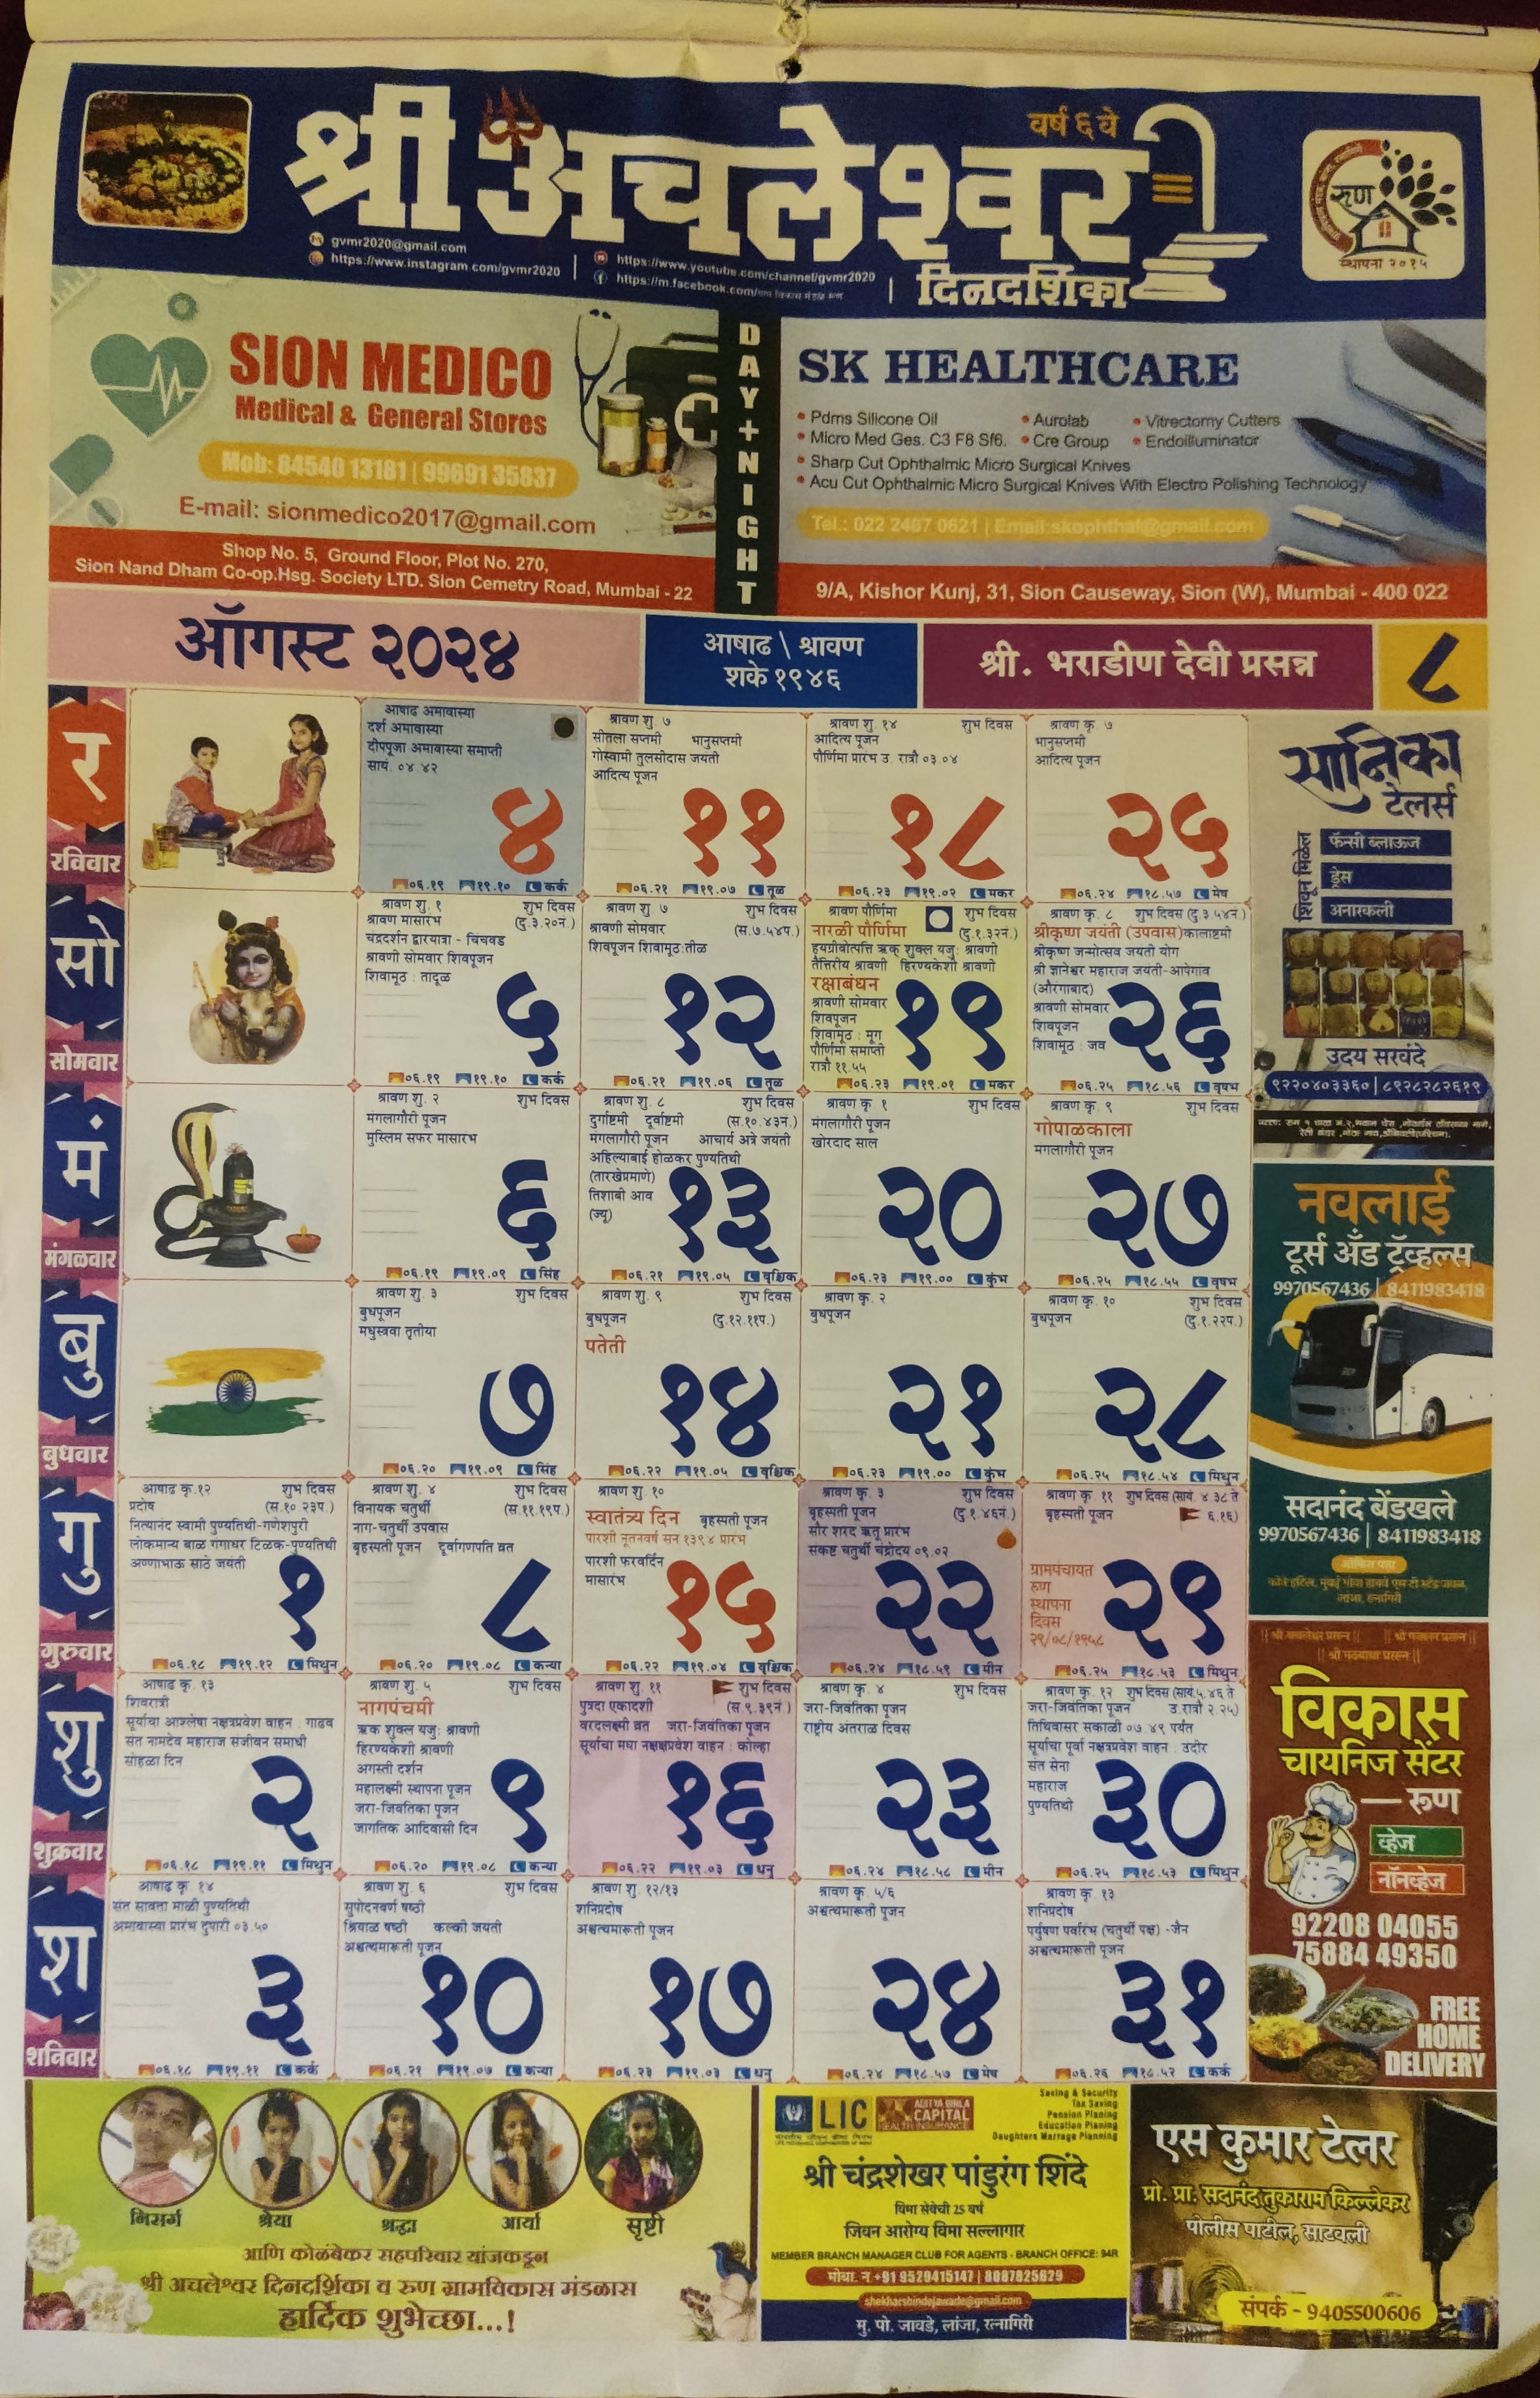 श्री अचलेश्वर
वर्ष ६ वे
दिनदर्शिका
gvmr2020@gmail.com
https://www.instagram.com/gvmr2020
https://www.youtube.com/channel/gvmr2020
https://m.facebook.com/
रुण
स्थापना २०१५
SION MEDICO
Medical & General Stores
Mob: 84540 13181 | 99691 35837
E-mail: sionmedico2017@gmail.com
Shop No. 5, Ground Floor, Plot No. 270,
Sion Nand Dham Co-op.Hsg. Society LTD. Sion Cemetry Road, Mumbai - 22
DAY+NIGHT
SK HEALTHCARE
• Pdms Silicone Oil • Aurolab • Vitrectomy Cutters
• Micro Med Ges. C3 F8 Sf6. • Cre Group • Endoilluminator
• Sharp Cut Ophthalmic Micro Surgical Knives
• Acu Cut Ophthalmic Micro Surgical Knives With Electro Polishing Technology
Tel.: 022 2407 0621 | Email:skophthal@gmail.com
9/A, Kishor Kunj, 31, Sion Causeway, Sion (W), Mumbai - 400 022
ऑगस्ट २०२४
आषाढ \ श्रावण
शके १९४६
श्री. भराडीण देवी प्रसन्न
८
र
रविवार
आषाढ अमावास्या
दर्श अमावास्या
दीपपूजा अमावास्या समाप्ती
सायं. ०४ ४२
४
०६.१९ १९.१० कर्क
श्रावण शु. ७
सीतला सप्तमी भानुसप्तमी
गोस्वामी तुलसीदास जयंती
आदित्य पूजन
११
०६.२१ १९.०७ तूळ
श्रावण शु. १४ शुभ दिवस
आदित्य पूजन
पौर्णिमा प्रारंभ उ. रात्रौ ०३.०४
१८
०६.२३ १९.०२ मकर
श्रावण कृ. ७
भानुसप्तमी
आदित्य पूजन
२५
०६.२४ १८.५७ मेष
सो
सोमवार
श्रावण शु. १ शुभ दिवस
श्रावण मासारंभ (दु.३.२०नं.)
चंद्रदर्शन द्वारयात्रा - चिंचवड
श्रावणी सोमवार शिवपूजन
शिवामूठ : तांदूळ
५
०६.१९ १९.१० कर्क
श्रावण शु. ७ शुभ दिवस
श्रावणी सोमवार (स.७.५४प.)
शिवपूजन शिवामूठ:तीळ
१२
०६.२१ १९.०६ तूळ
श्रावण पौर्णिमा शुभ दिवस
नारळी पौर्णिमा (दु.१.३२नं.)
हयग्रीवोत्पत्ति ऋक् शुक्ल यजुः श्रावणी
तैत्तिरीय श्रावणी हिरण्यकेशी श्रावणी
रक्षाबंधन
श्रावणी सोमवार
शिवपूजन
शिवामूठ : मूग
पौर्णिमा समाप्ती
रात्रौ ११.५५
१९
०६.२३ १९.०१ मकर
श्रावण कृ. ८ शुभ दिवस (दु.३.५४नं.)
श्रीकृष्ण जयंती (उपवास) कालाष्टमी
श्रीकृष्ण जन्मोत्सव जयंती योग
श्री ज्ञानेश्वर महाराज जयंती-आपेगांव
(औरंगाबाद)
श्रावणी सोमवार
शिवपूजन
शिवामूठ : जव
२६
०६.२५ १८.५६ वृषभ
मं
मंगळवार
श्रावण शु. २ शुभ दिवस
मंगलागौरी पूजन
मुस्लिम सफर मासारंभ
६
०६.१९ १९.०९ सिंह
श्रावण शु. ८ शुभ दिवस
दुर्गाष्टमी दूर्वाष्टमी (स.१०.४३नं.)
मंगलागौरी पूजन आचार्य अत्रे जयंती
अहिल्याबाई होळकर पुण्यतिथी
(तारखेप्रमाणे)
तिशाबी आव
(ज्यू)
१३
०६.२१ १९.०५ वृश्चिक
श्रावण कृ. १ शुभ दिवस
मंगलागौरी पूजन
खोरदाद साल
२०
०६.२३ १९.०० कुंभ
श्रावण कृ. ९ शुभ दिवस
गोपाळकाला
मंगलागौरी पूजन
२७
०६.२५ १८.५५ वृषभ
बु
बुधवार
श्रावण शु. ३ शुभ दिवस
बुधपूजन
मधुस्त्रवा तृतीया
७
०६.२० १९.०९ सिंह
श्रावण शु. ९ शुभ दिवस
बुधपूजन (दु.१२.११प.)
पतेती
१४
०६.२२ १९.०५ वृश्चिक
श्रावण कृ. २
बुधपूजन
२१
०६.२३ १९.०० कुंभ
श्रावण कृ. १० शुभ दिवस
बुधपूजन (दु.१.२२प.)
२८
०६.२५ १८.५४ मिथुन
गु
गुरुवार
आषाढ कृ.१२ शुभ दिवस
प्रदोष (स.१०.२३प.)
नित्यानंद स्वामी पुण्यतिथी-गणेशपुरी
लोकमान्य बाळ गंगाधर टिळक-पुण्यतिथी
अण्णाभाऊ साठे जयंती
१
०६.१८ १९.१२ मिथुन
श्रावण शु. ४ शुभ दिवस
विनायक चतुर्थी (स.११.१९प.)
नाग-चतुर्थी उपवास
बृहस्पती पूजन दूर्वागणपति व्रत
८
०६.२० १९.०८ कन्या
श्रावण शु. १०
स्वातंत्र्य दिन बृहस्पती पूजन
पारशी नूतनवर्ष सन १३९४ प्रारंभ
पारशी फरवर्दिन
मासारंभ
१५
०६.२२ १९.०४ वृश्चिक
श्रावण कृ. ३ शुभ दिवस
बृहस्पती पूजन (दु.१.४६नं.)
सौर शरद ऋतू प्रारंभ
संकष्ट चतुर्थी चंद्रोदय ०९.०२
२२
०६.२४ १८.५९ मीन
श्रावण कृ. ११ शुभ दिवस (सायं. ४.३८ ते
बृहस्पती पूजन ६.१६)
ग्रामपंचायत
रुण
स्थापना
दिवस
२९/०८/१९५८
२९
०६.२५ १८.५३ मिथुन
शु
शुक्रवार
आषाढ कृ. १३
शिवरात्री
सूर्याचा आश्लेषा नक्षत्रप्रवेश वाहन : गाढव
संत नामदेव महाराज संजीवन समाधी
सोहळा दिन
२
०६.१८ १९.११ मिथुन
श्रावण शु. ५ शुभ दिवस
नागपंचमी
ऋक् शुक्ल यजुः श्रावणी
हिरण्यकेशी श्रावणी
अगस्ती दर्शन
महालक्ष्मी स्थापना पूजन
जरा-जिवंतिका पूजन
जागतिक आदिवासी दिन
९
०६.२० १९.०८ कन्या
श्रावण शु. ११ शुभ दिवस
पुत्रदा एकादशी (स.९.३९नं)
वरदलक्ष्मी व्रत जरा-जिवंतिका पूजन
सूर्याचा मघा नक्षत्रप्रवेश वाहन : कोल्हा
१६
०६.२२ १९.०३ धनु
श्रावण कृ. ४ शुभ दिवस
जरा-जिवंतिका पूजन
राष्ट्रीय अंतराळ दिवस
२३
०६.२४ १८.५८ मीन
श्रावण कृ. १२ शुभ दिवस (सायं.५.४६ ते
जरा-जिवंतिका पूजन उ.रात्रौ २.२५)
तिथिवासर सकाळी ०७.४९ पर्यंत
सूर्याचा पूर्वा नक्षत्रप्रवेश वाहन : उंदीर
संत सेना
महाराज
पुण्यतिथी
३०
०६.२५ १८.५३ मिथुन
श
शनिवार
आषाढ कृ. १४
संत सावता माळी पुण्यतिथी
अमावास्या प्रारंभ दुपारी ०३.५०
३
०६.१८ १९.११ कर्क
श्रावण शु. ६ शुभ दिवस
सुपोदनवर्ण षष्ठी
श्रियाळ षष्ठी कल्की जयंती
अश्वत्थमारूती पूजन
१०
०६.२१ १९.०७ कन्या
श्रावण शु. १२/१३
शनिप्रदोष
अश्वत्थमारूती पूजन
१७
०६.२३ १९.०३ धनु
श्रावण कृ. ५/६
अश्वत्थमारूती पूजन
२४
०६.२४ १८.५७ मेष
श्रावण कृ. १३
शनिप्रदोष
पर्युषण पर्वारंभ (चतुर्थी पक्ष) -जैन
अश्वत्थमारूती पूजन
३१
०६.२६ १८.५२ कर्क
सानिका
टेलर्स
शिवून मिळेल
फॅन्सी ब्लाऊज
ड्रेस
अनारकली
उदय सरवंदे
९२२०४०३३६० | ८९२८२८२६१९
नवलाई
टूर्स अँड ट्रॅव्हल्स
9970567436 | 8411983418
सदानंद बेंडखले
9970567436 | 8411983418
ऑफिस पत्ता
विकास
चायनिज सेंटर
— रूण
व्हेज
नॉनव्हेज
92208 04055
75884 49350
FREE
HOME
DELIVERY
निसर्ग श्रेया श्रद्धा आर्या सृष्टी
आणि कोळंबेकर सहपरिवार यांजकडून
श्री अचलेश्वर दिनदर्शिका व रुण ग्रामविकास मंडळास
हार्दिक शुभेच्छा...!
LIC
ADITYA BIRLA
CAPITAL
HEALTH INSURANCE
Saving & Security
Tax Saving
Pension Planing
Education Planing
Daughters Marrage Planning
श्री चंद्रशेखर पांडुरंग शिंदे
विमा सेवेची 25 वर्ष
जिवन आरोग्य विमा सल्लागार
MEMBER BRANCH MANAGER CLUB FOR AGENTS - BRANCH OFFICE: 94R
मोबा. नं +91 9529415147 | 8087825629
shekharshindejawade@gmail.com
मु. पो. जावडे, लांजा, रत्नागिरी
एस कुमार टेलर
प्रो. प्रा. सदानंद तुकाराम किल्लेकर
पोलीस पाटील, साटवली
संपर्क - 9405500606